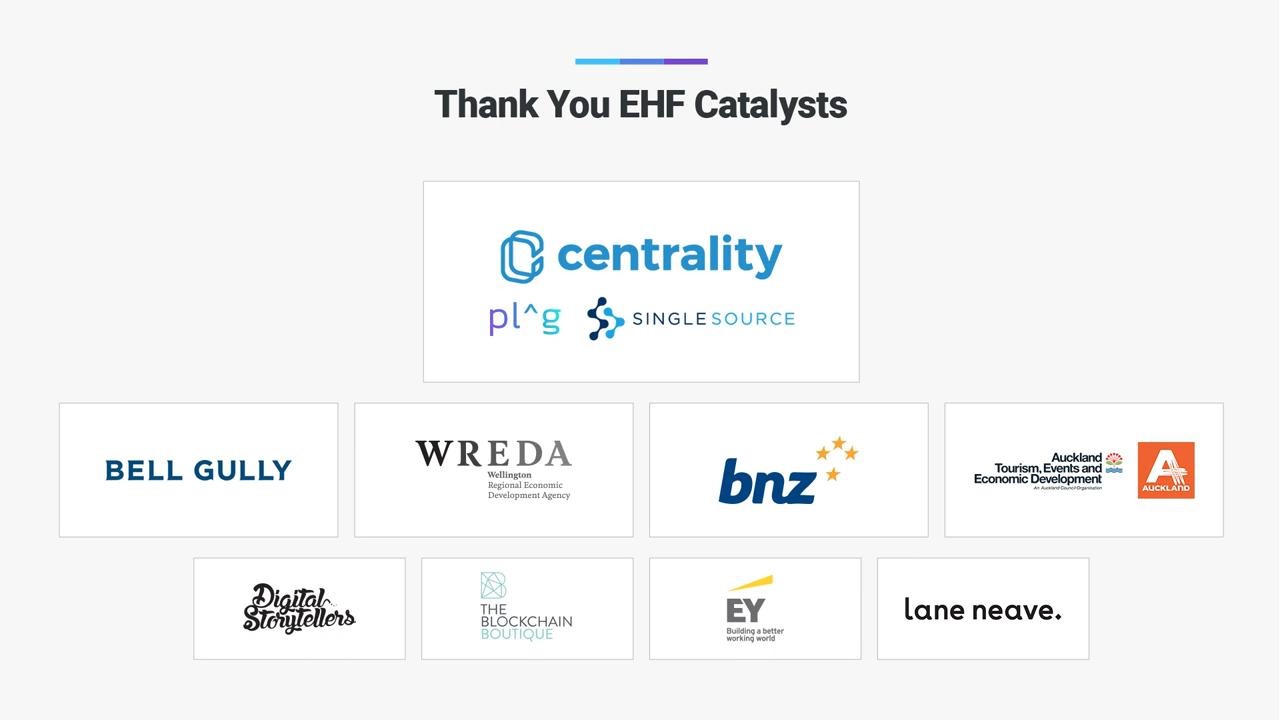 Thank You EHF Catalysts
centrality
pl^g
SINGLESOURCE
BELL GULLY
WREDA
Wellington
Regional Economic
Development Agency
bnz
Auckland
Tourism, Events and
Economic Development
An Auckland Council Organisation
AUCKLAND
Digital
Storytellers
THE
BLOCKCHAIN
BOUTIQUE
EY
Building a better
working world
lane neave.